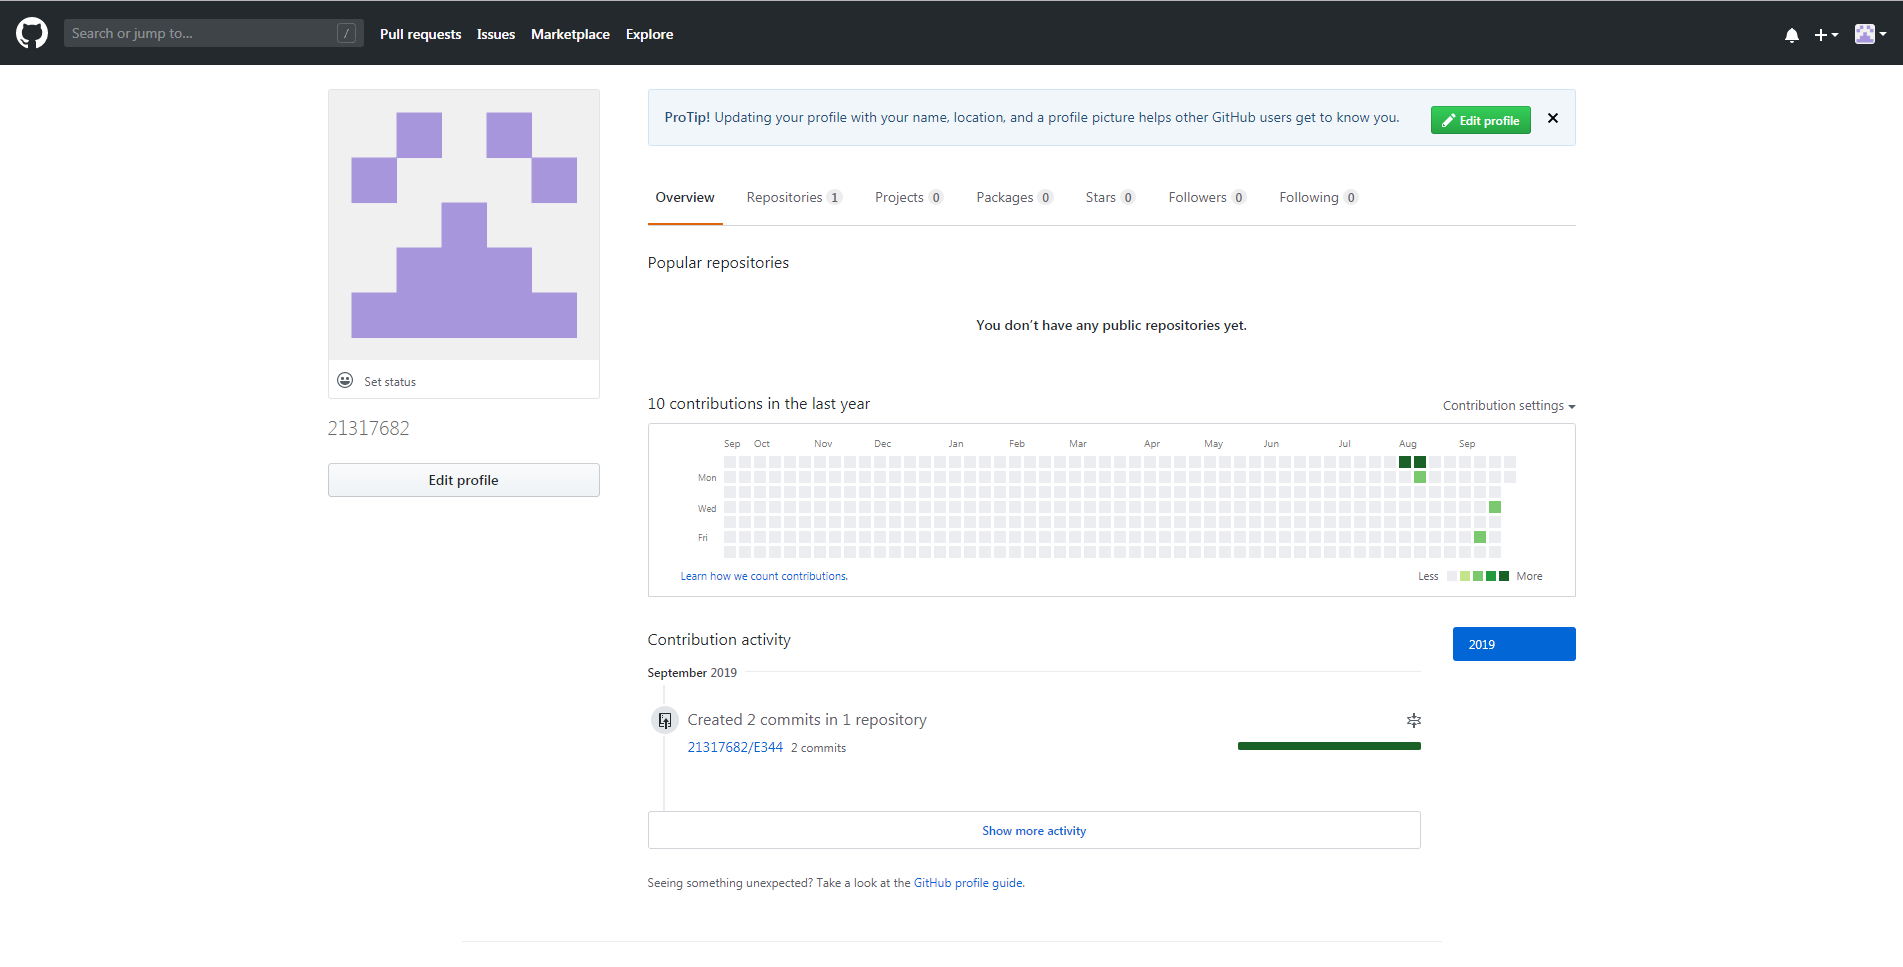 Search or jump to... /
Pull requests Issues Marketplace Explore
ProTip! Updating your profile with your name, location, and a profile picture helps other GitHub users get to know you. Edit profile
Overview Repositories 1 Projects 0 Packages 0 Stars 0 Followers 0 Following 0
Popular repositories
You don’t have any public repositories yet.
Set status
21317682
Edit profile
10 contributions in the last year
Contribution settings
Sep Oct Nov Dec Jan Feb Mar Apr May Jun Jul Aug Sep
Mon
Wed
Fri
Learn how we count contributions.
Less More
Contribution activity
2019
September 2019
Created 2 commits in 1 repository
21317682/E344 2 commits
Show more activity
Seeing something unexpected? Take a look at the GitHub profile guide.